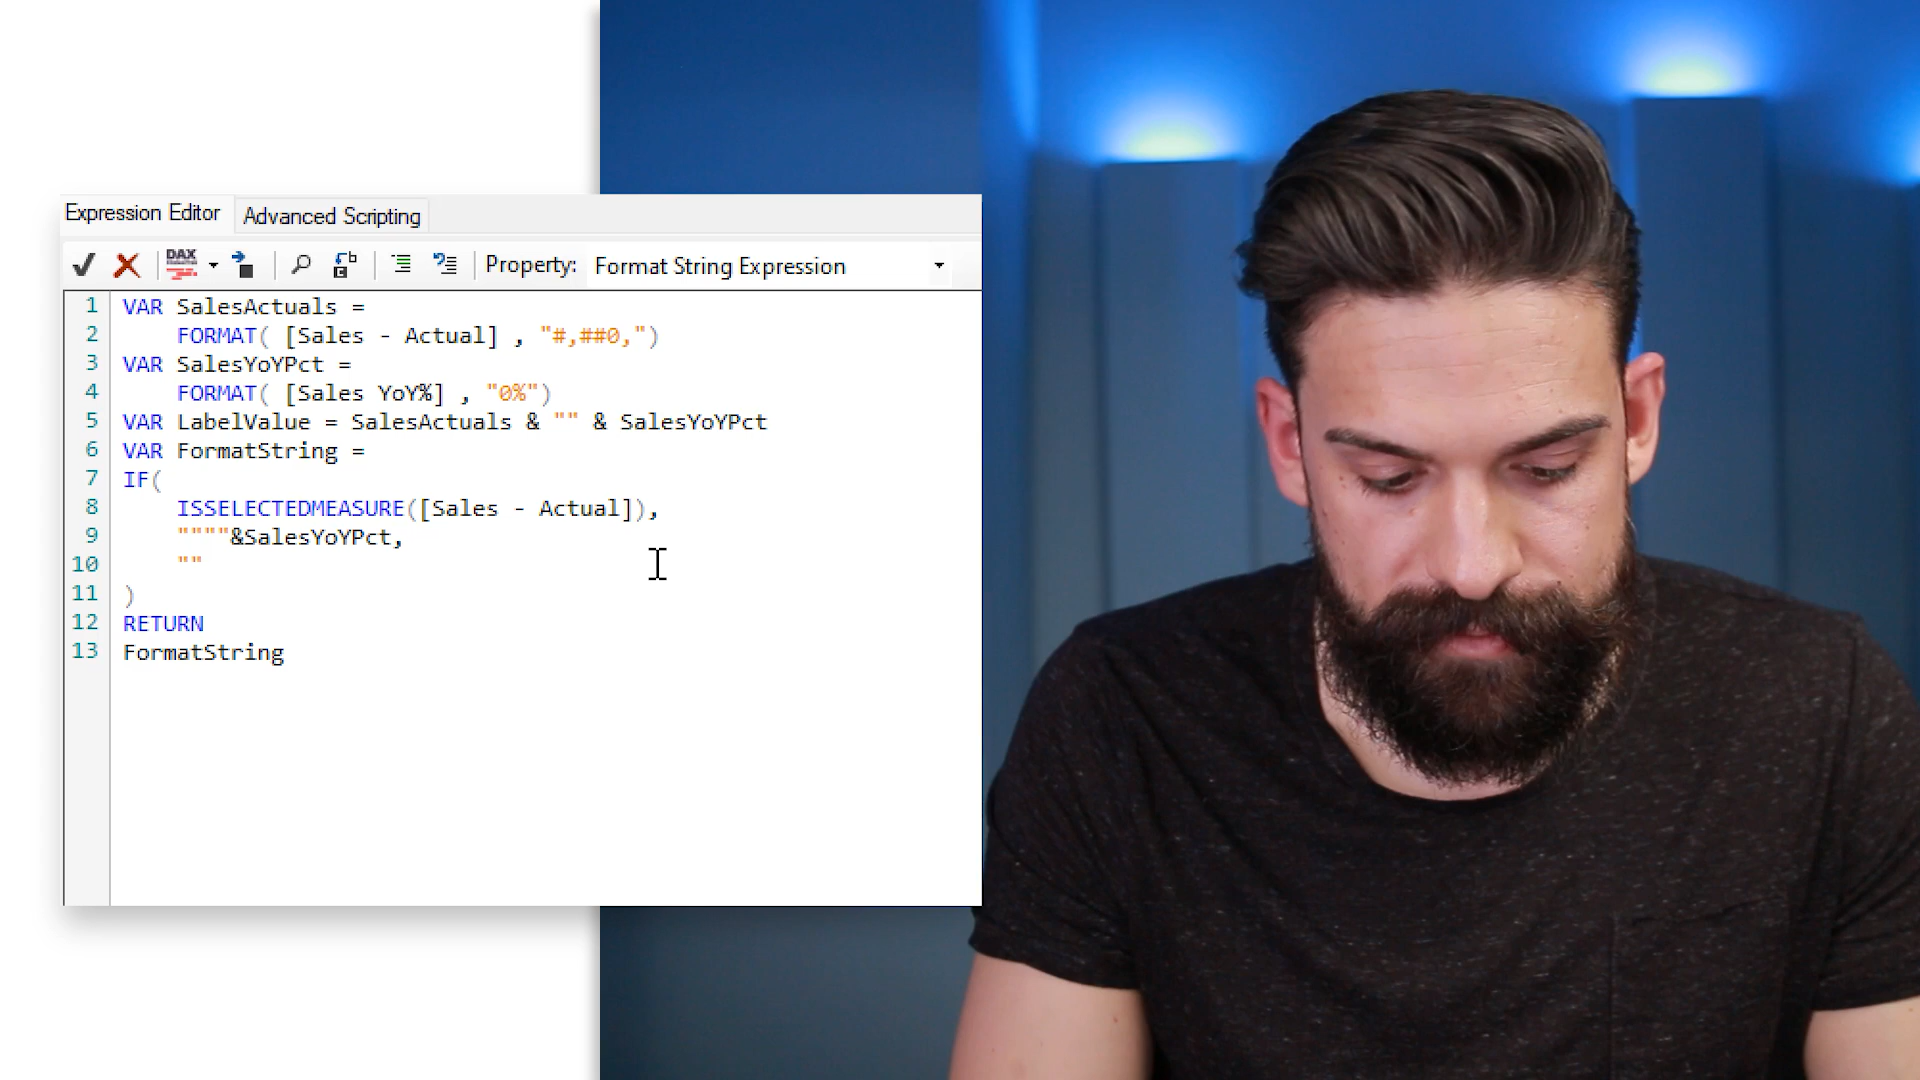 Expression Editor Advanced Scripting
DAX Property: Format String Expression
1 VAR SalesActuals =
2 FORMAT( [Sales - Actual] , "#,##0,")
3 VAR SalesYoYPct =
4 FORMAT( [Sales YoY%] , "0%")
5 VAR LabelValue = SalesActuals & "" & SalesYoYPct
6 VAR FormatString =
7 IF(
8 ISSELECTEDMEASURE([Sales - Actual]),
9 """"&SalesYoYPct,
10 ""
11 )
12 RETURN
13 FormatString